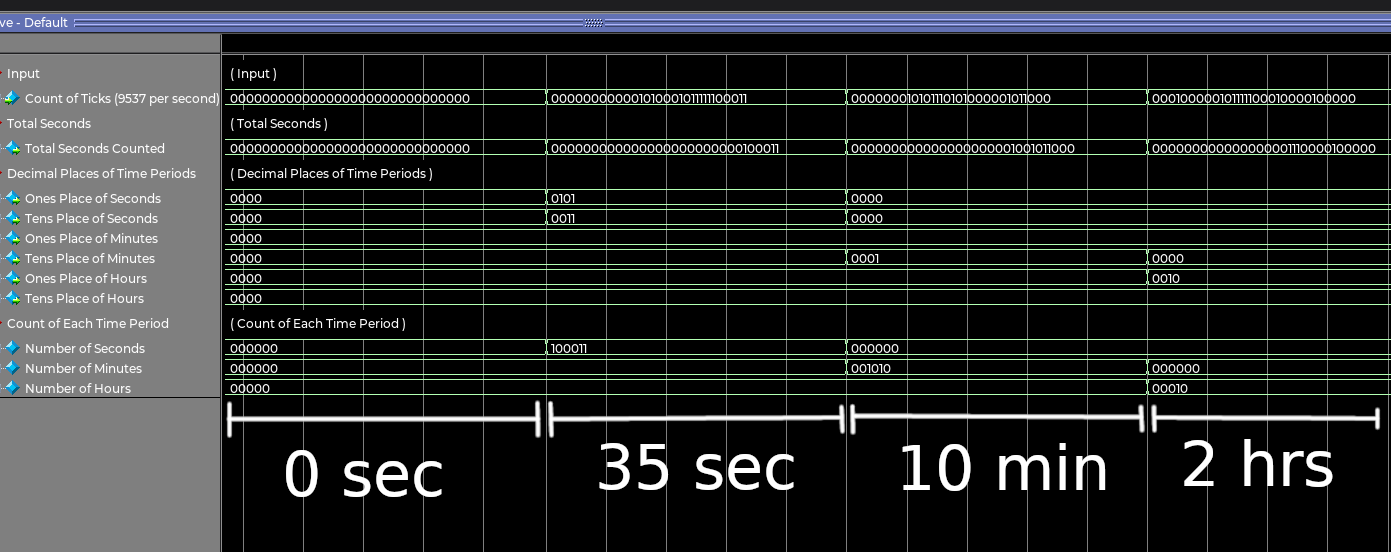 ve - Default
Input
( Input )
Count of Ticks (9537 per second)
000000000000000000000000000000 000000000001010001011111100011 000000010101110101000001011000 000100000101111100010000100000
Total Seconds
( Total Seconds )
Total Seconds Counted
000000000000000000000000000000 000000000000000000000000100011 000000000000000000001001011000 000000000000000001110000100000
Decimal Places of Time Periods
( Decimal Places of Time Periods )
Ones Place of Seconds
0000 0101 0000
Tens Place of Seconds
0000 0011 0000
Ones Place of Minutes
0000
Tens Place of Minutes
0000 0001 0000
Ones Place of Hours
0000 0010
Tens Place of Hours
0000
Count of Each Time Period
( Count of Each Time Period )
Number of Seconds
000000 100011 000000
Number of Minutes
000000 001010 000000
Number of Hours
00000 00010
0 sec 35 sec 10 min 2 hrs